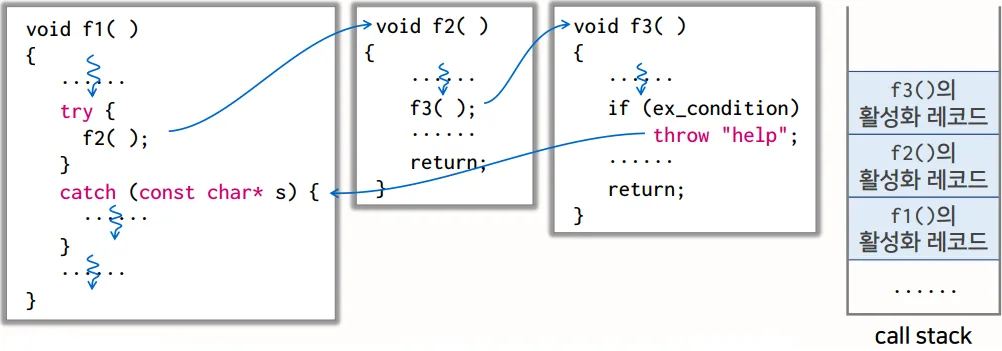 void f1( )
{
......
try {
f2( );
}
catch (const char* s) {
......
}
......
}
void f2( )
{
......
f3( );
......
return;
}
void f3( )
{
......
if (ex_condition)
throw "help";
......
return;
}
f3()의
활성화 레코드
f2()의
활성화 레코드
f1()의
활성화 레코드
......
call stack